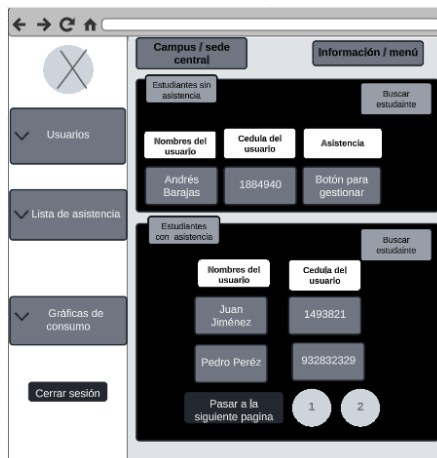 Campus / sede
central
Información / menú
Usuarios
Lista de asistencia
Gráficas de
consumo
Cerrar sesión
Estudiantes sin
asistencia
Buscar
estudainte
Nombres del
usuario
Cedula del
usuario
Asistencia
Andrés
Barajas
1884940
Botón para
gestionar
Estudiantes
con asistencia
Buscar
estudainte
Nombres del
usuario
Cedula del
usuario
Juan
Jiménez
1493821
Pedro Peréz
932832329
Pasar a la
siguiente pagina
1
2